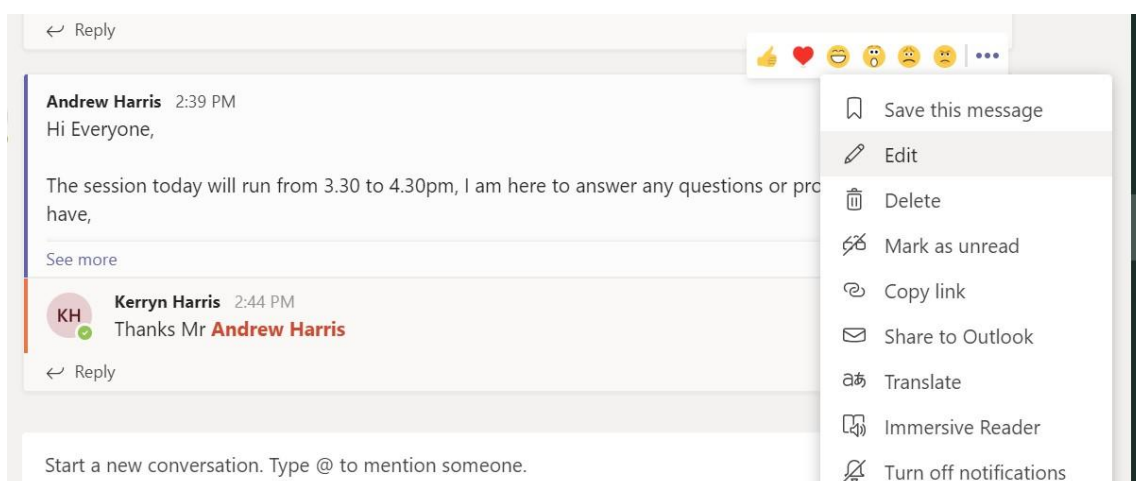 Reply
Andrew Harris 2:39 PM
Hi Everyone,
The session today will run from 3.30 to 4.30pm, I am here to answer any questions or pro
have,
See more
KH
Kerryn Harris 2:44 PM
Thanks Mr Andrew Harris
Reply
Start a new conversation. Type @ to mention someone.
Save this message
Edit
Delete
Mark as unread
Copy link
Share to Outlook
Translate
Immersive Reader
Turn off notifications